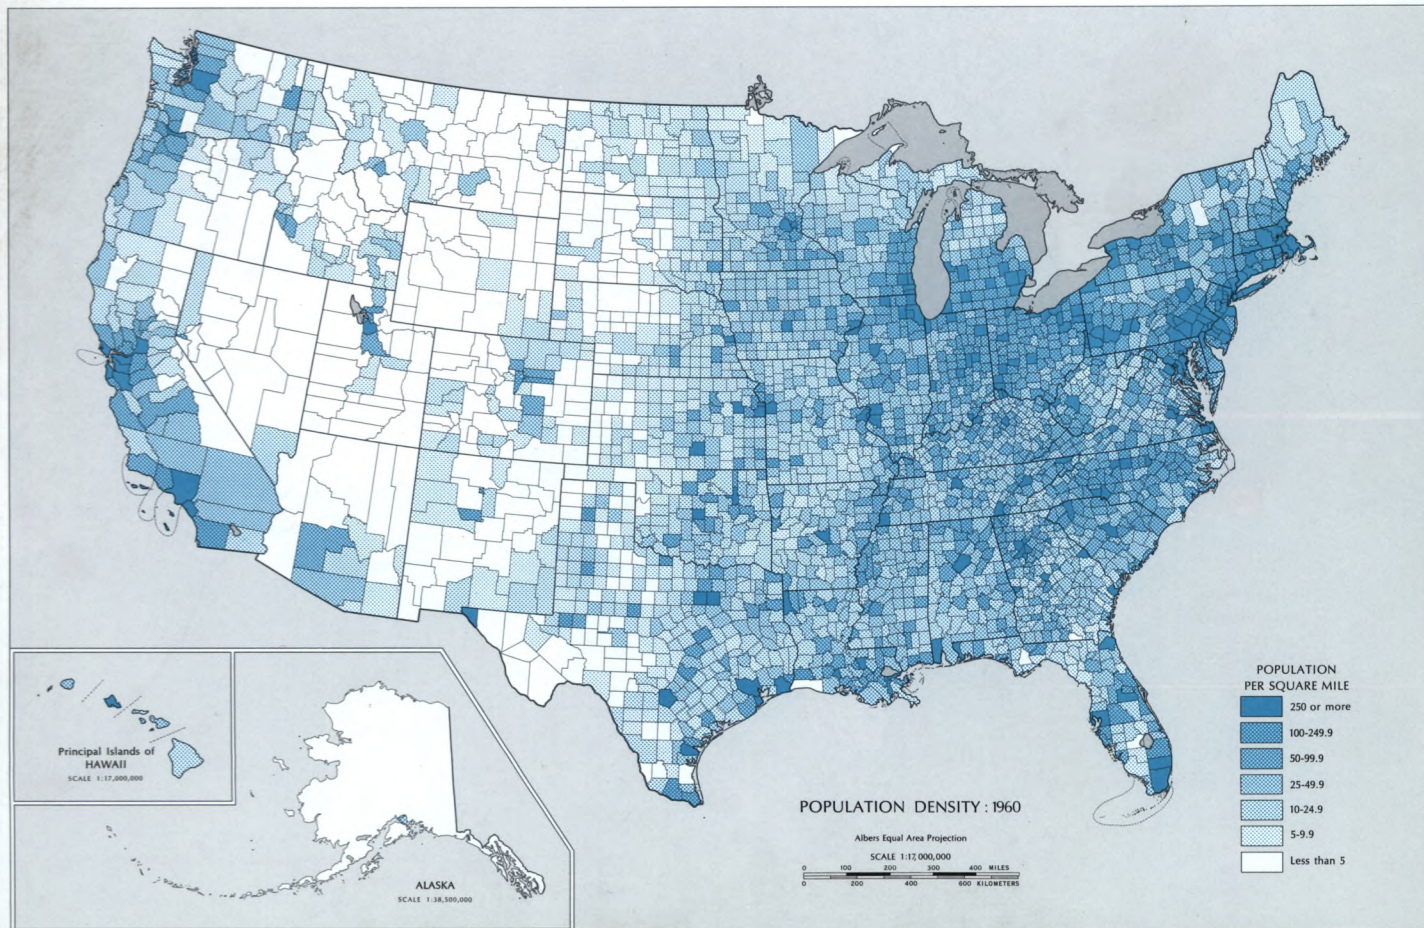 Principal Islands of
HAWAII
SCALE 1:17,000,000
ALASKA
SCALE 1:38,500,000
POPULATION DENSITY : 1960
Albers Equal Area Projection
SCALE 1:17,000,000
0 100 200 300 400 MILES
0 200 400 600 KILOMETERS
POPULATION
PER SQUARE MILE
250 or more
100-249.9
50-99.9
25-49.9
10-24.9
5-9.9
Less than 5